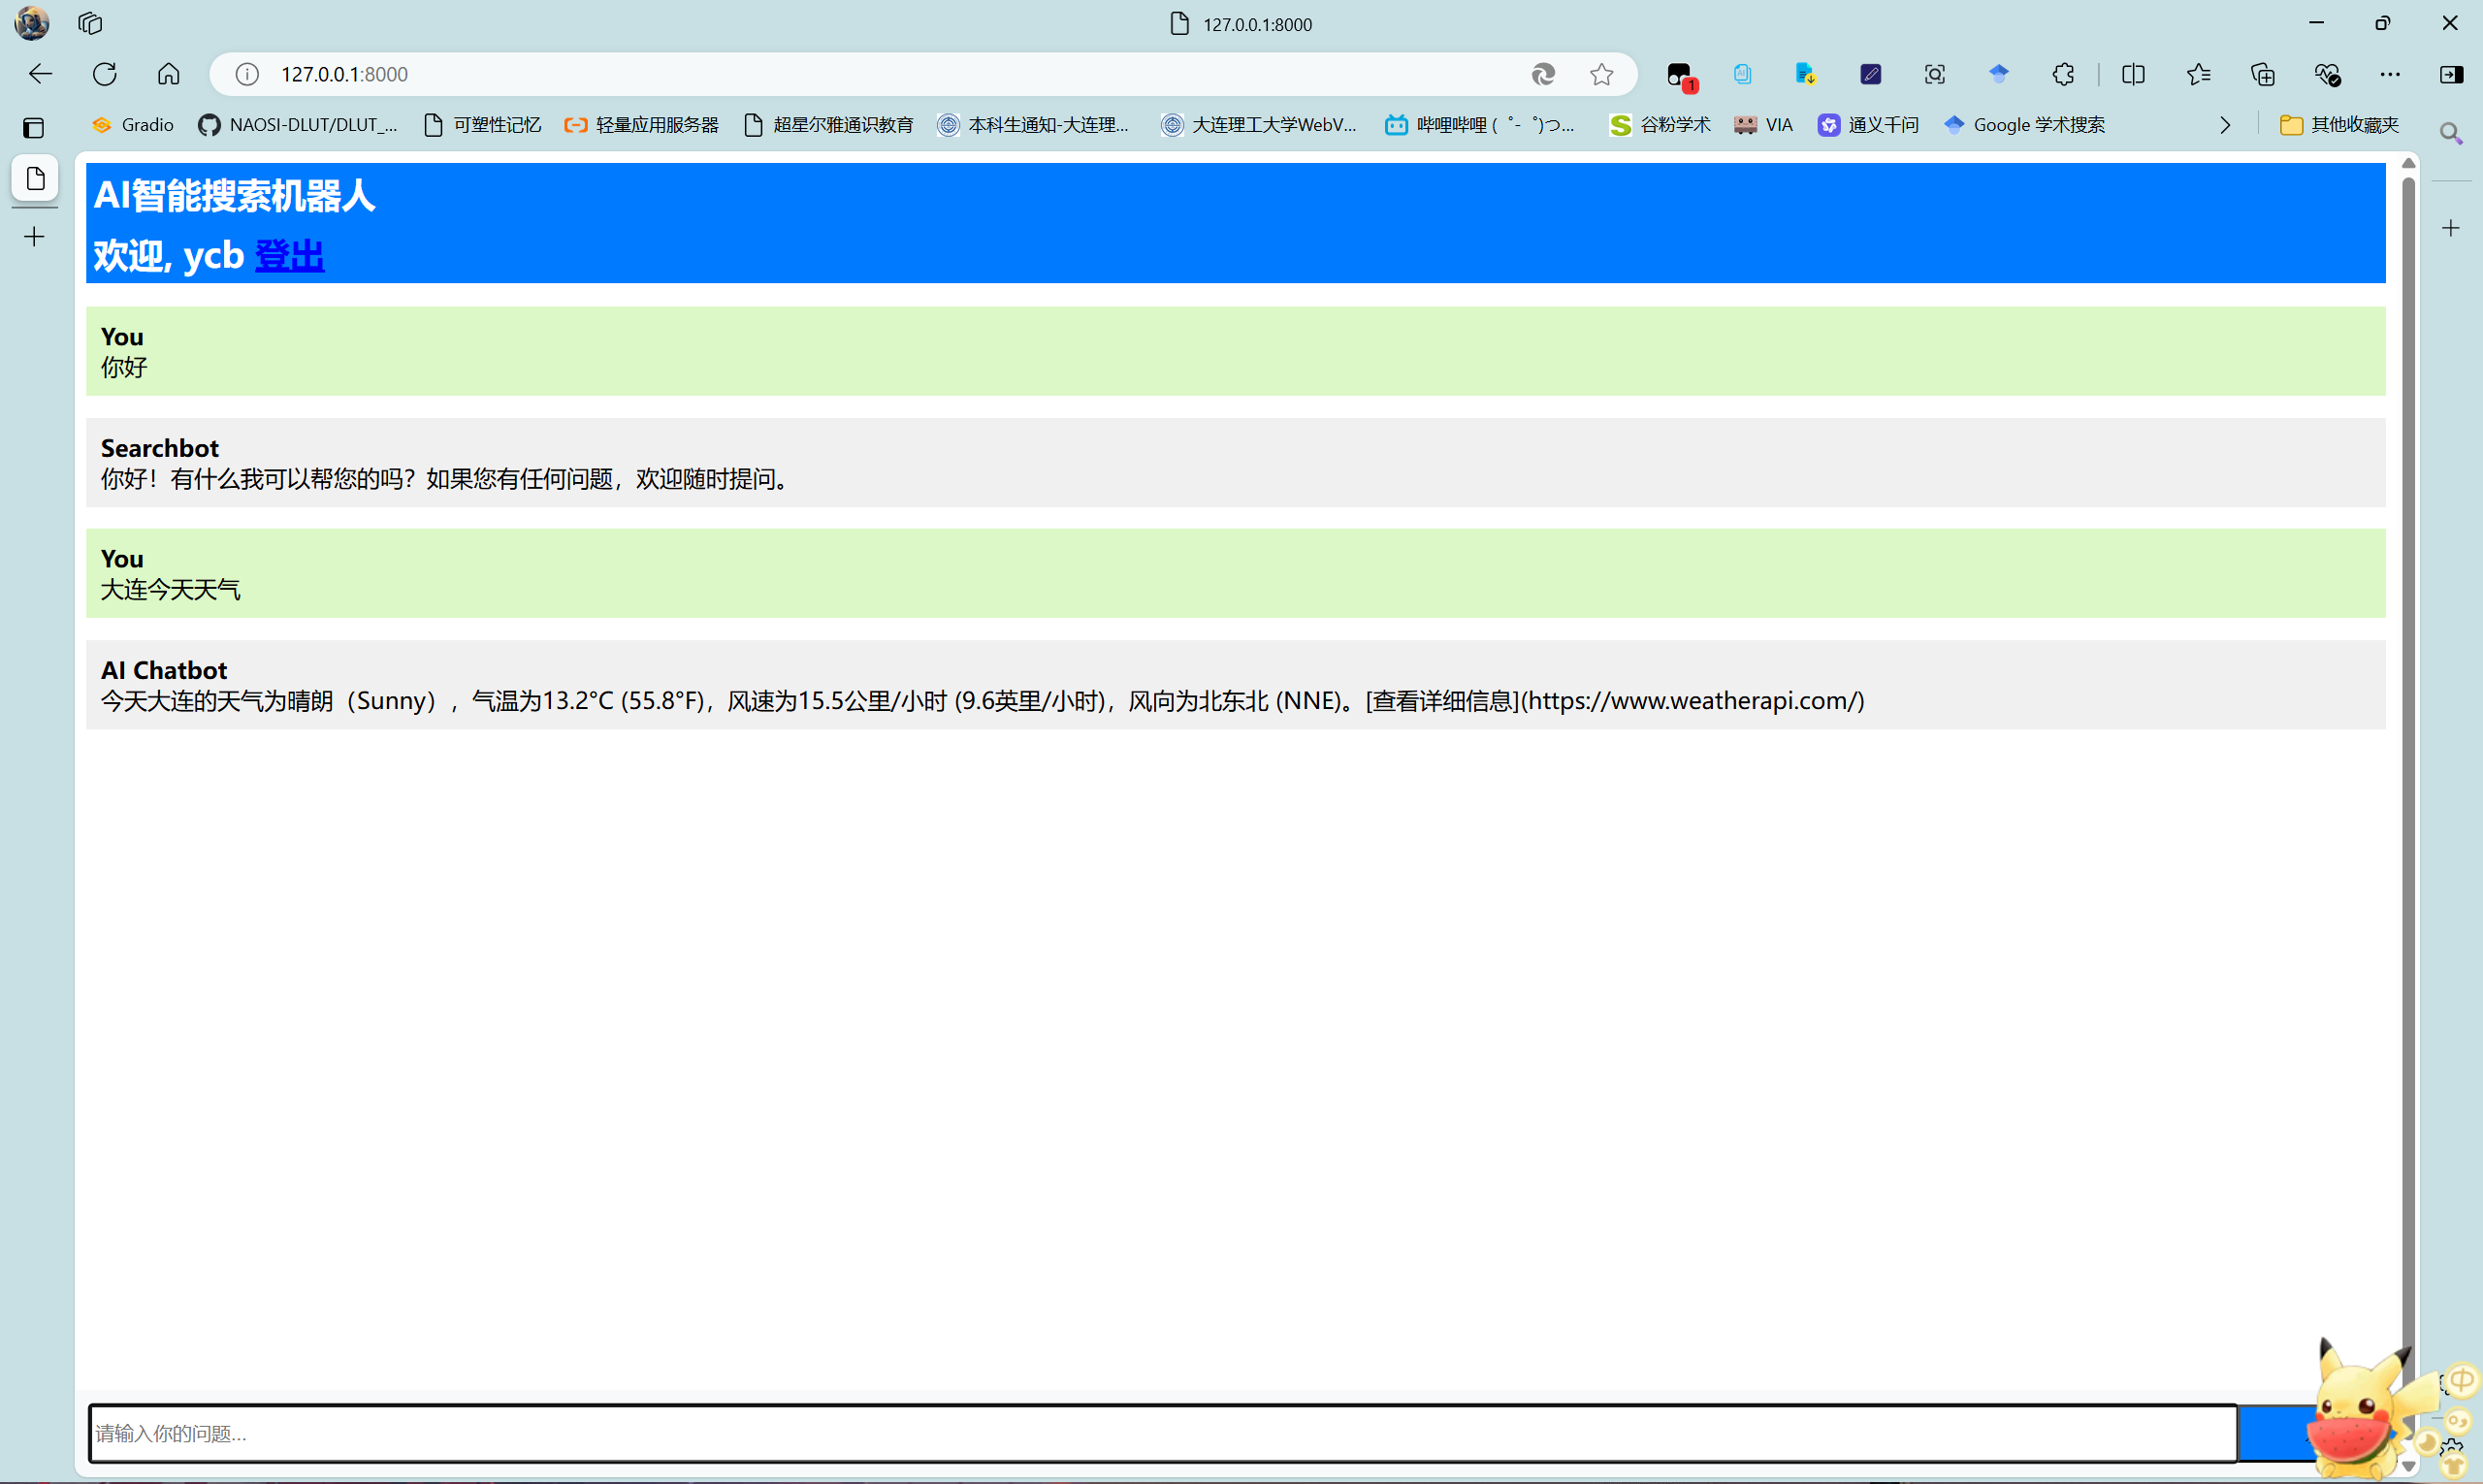 127.0.0.1:8000
127.0.0.1:8000
1
Gradio
NAOSI-DLUT/DLUT_...
可塑性记忆
轻量应用服务器
超星尔雅通识教育
本科生通知-大连理...
大连理工大学WebV...
哔哩哔哩 ( ゜- ゜)つ...
谷粉学术
VIA
通义千问
Google 学术搜索
其他收藏夹
AI智能搜索机器人
欢迎, ycb 登出
You
你好
Searchbot
你好！有什么我可以帮您的吗？如果您有任何问题，欢迎随时提问。
You
大连今天天气
AI Chatbot
今天大连的天气为晴朗（Sunny），气温为13.2°C (55.8°F)，风速为15.5公里/小时 (9.6英里/小时)，风向为北东北 (NNE)。[查看详细信息](https://www.weatherapi.com/)
请输入你的问题...
中